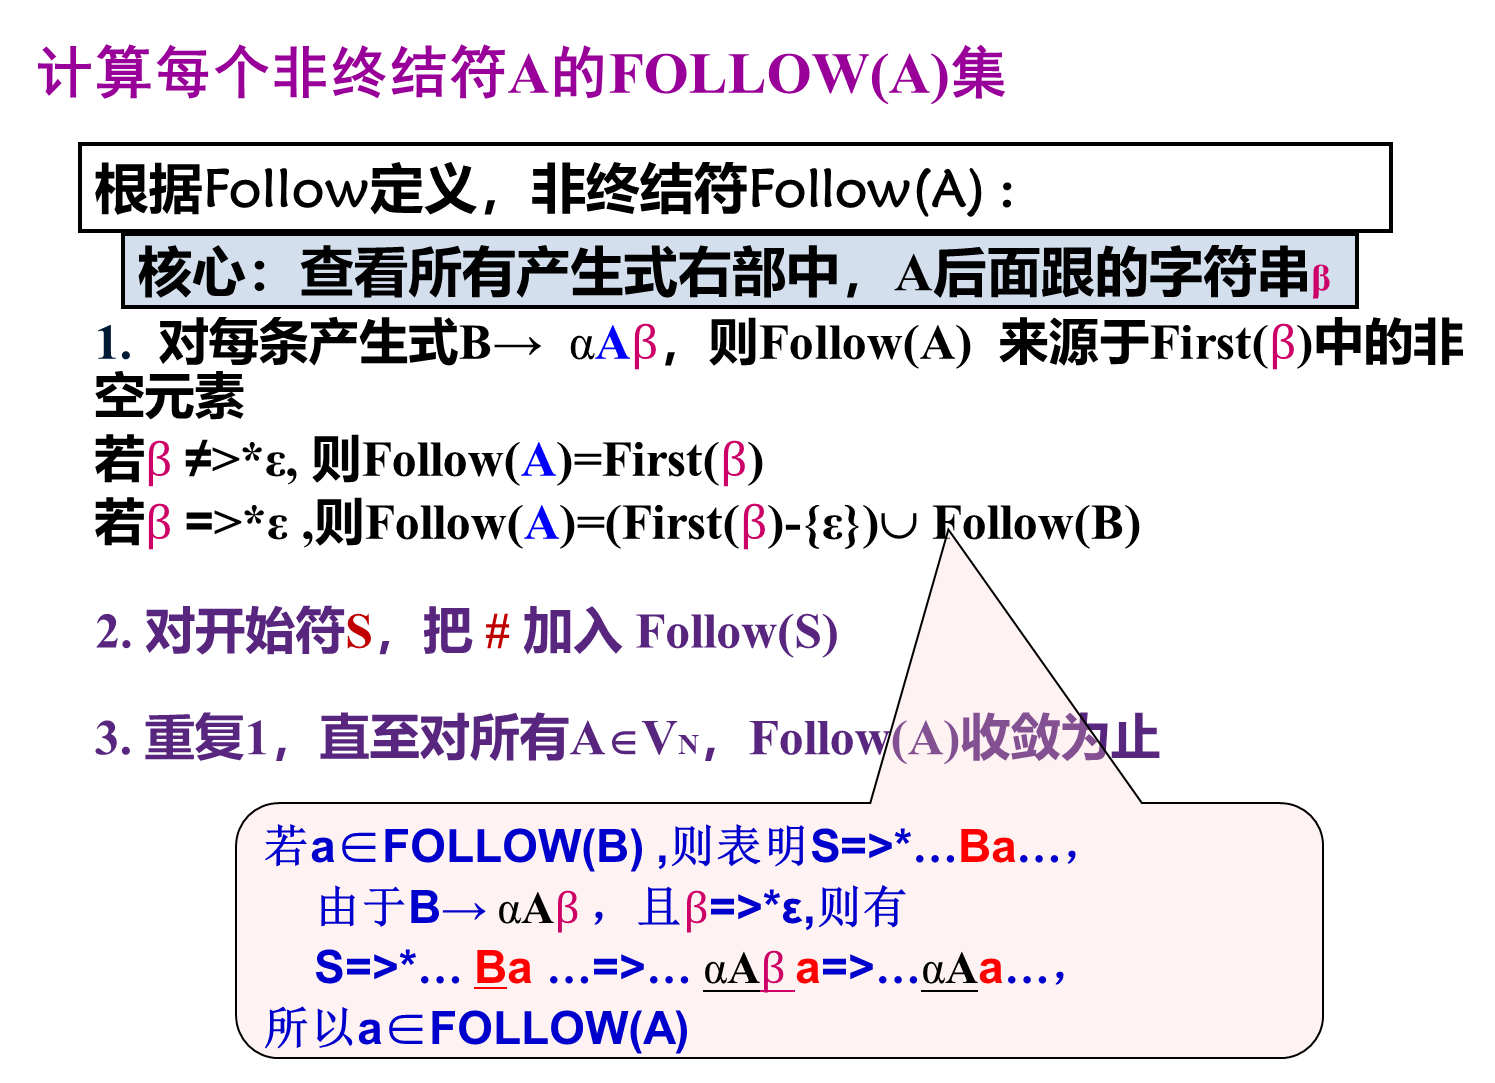 计算每个非终结符A的FOLLOW(A)集
根据Follow定义，非终结符Follow(A)：
核心：查看所有产生式右部中，A后面跟的字符串β
1. 对每条产生式B→ αAβ，则Follow(A) 来源于First(β)中的非
空元素
若β ≠>*ε, 则Follow(A)=First(β)
若β =>*ε ,则Follow(A)=(First(β)-{ε})∪ Follow(B)
2. 对开始符S，把 # 加入 Follow(S)
3. 重复1，直至对所有A∈VN，Follow(A)收敛为止
若a∈FOLLOW(B) ,则表明S=>*…Ba…，
由于B→ αAβ ，且β=>*ε,则有
S=>*… Ba …=>… αAβ a=>…αAa…，
所以a∈FOLLOW(A)